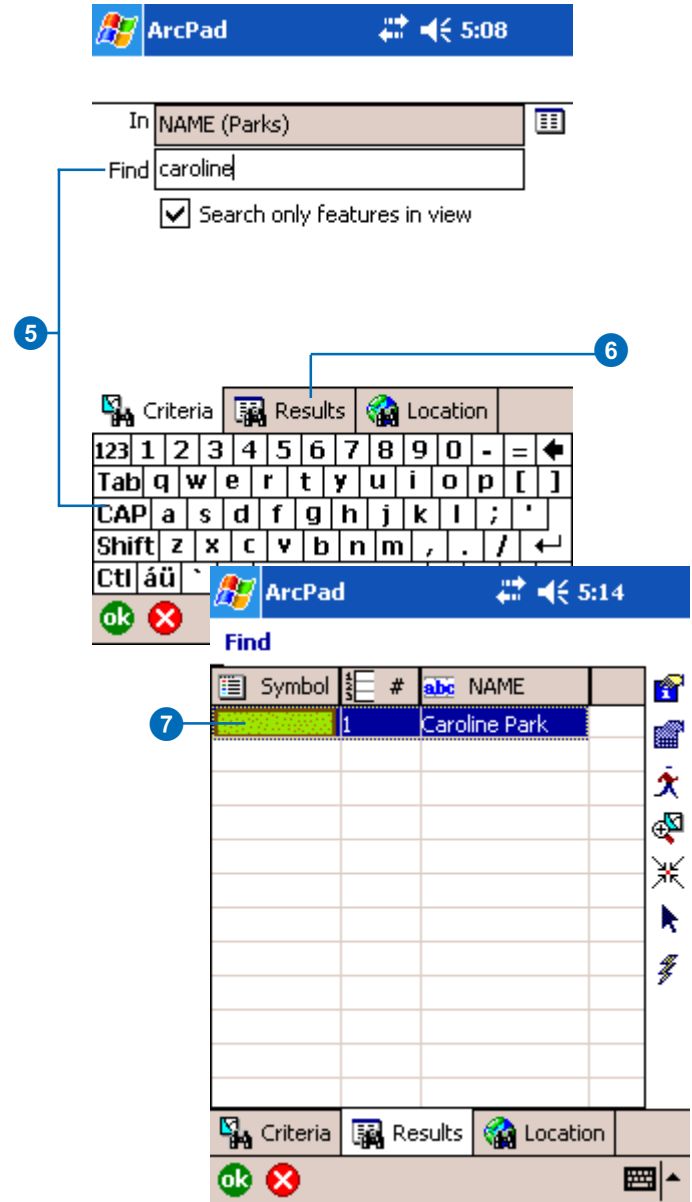 ArcPad 5:08
In NAME (Parks)
Find caroline
Search only features in view
5
6
Criteria Results Location
123 1 2 3 4 5 6 7 8 9 0 - =
Tab q w e r t y u i o p [ ]
CAP a s d f g h j k l ; '
Shift z x c v b n m , . /
Ctl áü `
ok
ArcPad 5:14
Find
Symbol # abc NAME
7
1 Caroline Park
Criteria Results Location
ok